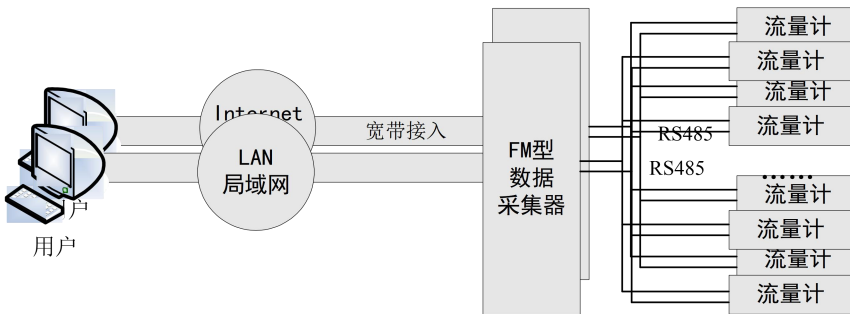 流量计
流量计
流量计
流量计
Internet
宽带接入
RS485
LAN
局域网
FM型
数据
采集器
RS485
......
流量计
流量计
流量计
流量计
户
用户